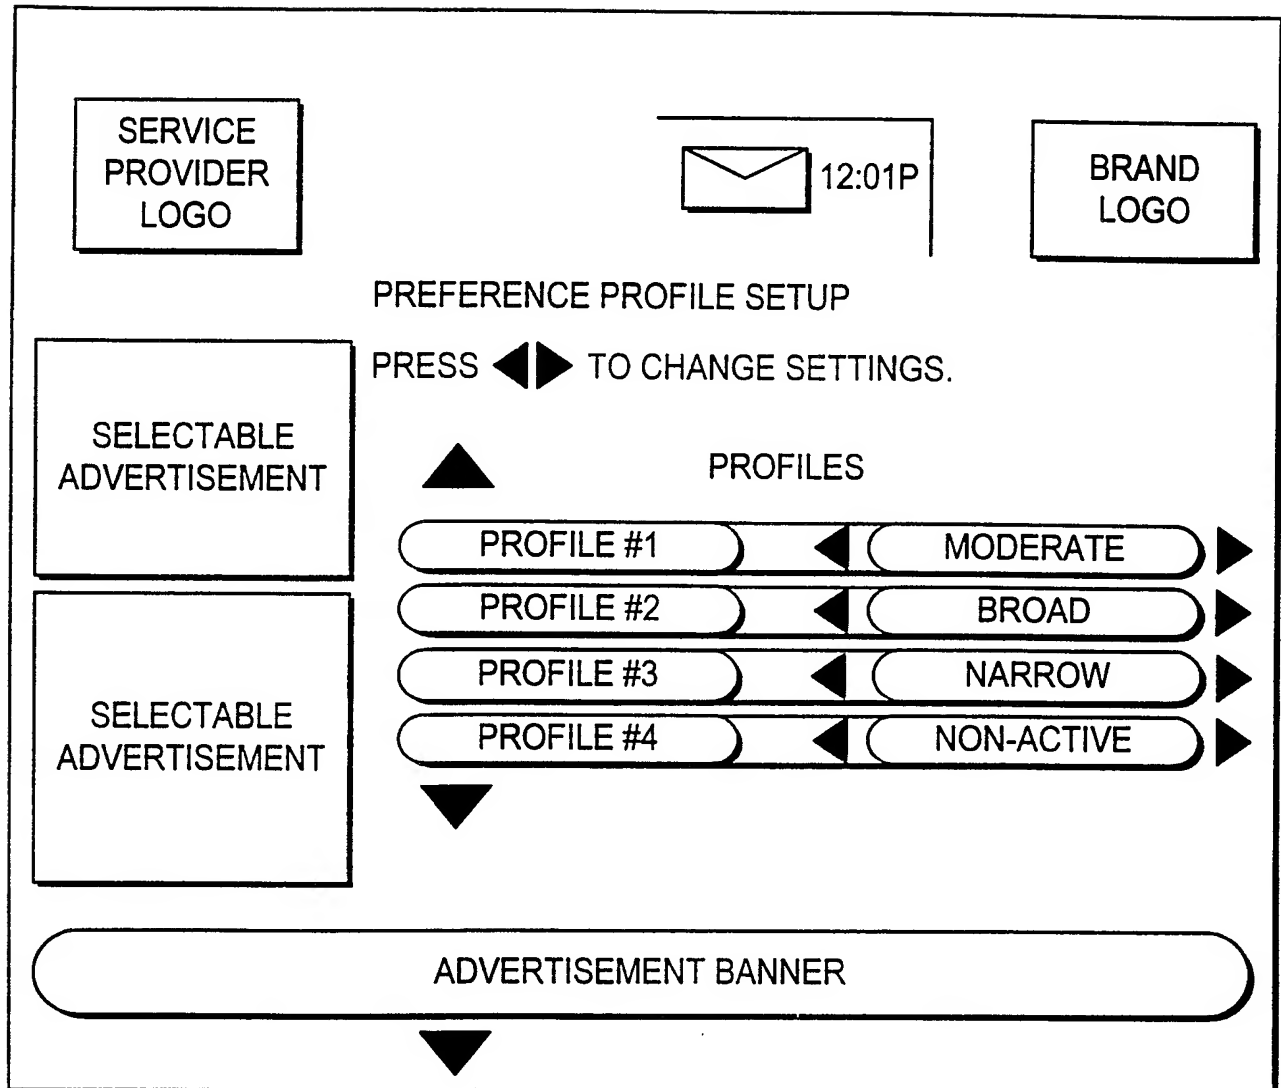 SERVICE
PROVIDER
LOGO
12:01P
BRAND
LOGO
PREFERENCE PROFILE SETUP
PRESS ◀▶ TO CHANGE SETTINGS.
SELECTABLE
ADVERTISEMENT
PROFILES
PROFILE #1 MODERATE
PROFILE #2 BROAD
PROFILE #3 NARROW
PROFILE #4 NON-ACTIVE
SELECTABLE
ADVERTISEMENT
ADVERTISEMENT BANNER